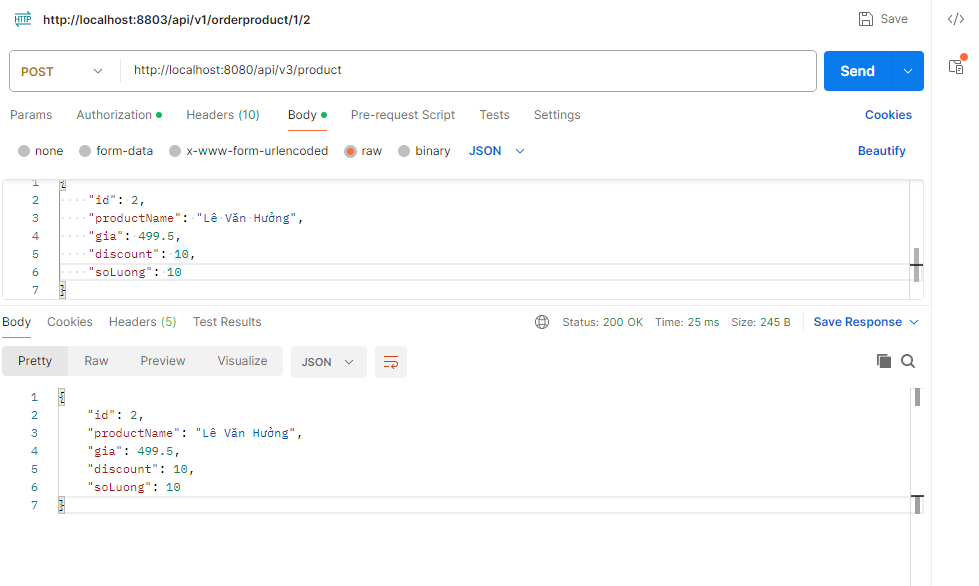 HTTP http://localhost:8803/api/v1/orderproduct/1/2 Save
POST http://localhost:8080/api/v3/product Send
Params Authorization Headers (10) Body Pre-request Script Tests Settings Cookies
none form-data x-www-form-urlencoded raw binary JSON Beautify
1 {
2 "id": 2,
3 "productName": "Lê Văn Hưởng",
4 "gia": 499.5,
5 "discount": 10,
6 "soLuong": 10
7 }
Body Cookies Headers (5) Test Results Status: 200 OK Time: 25 ms Size: 245 B Save Response
Pretty Raw Preview Visualize JSON
1 {
2 "id": 2,
3 "productName": "Lê Văn Hưởng",
4 "gia": 499.5,
5 "discount": 10,
6 "soLuong": 10
7 }